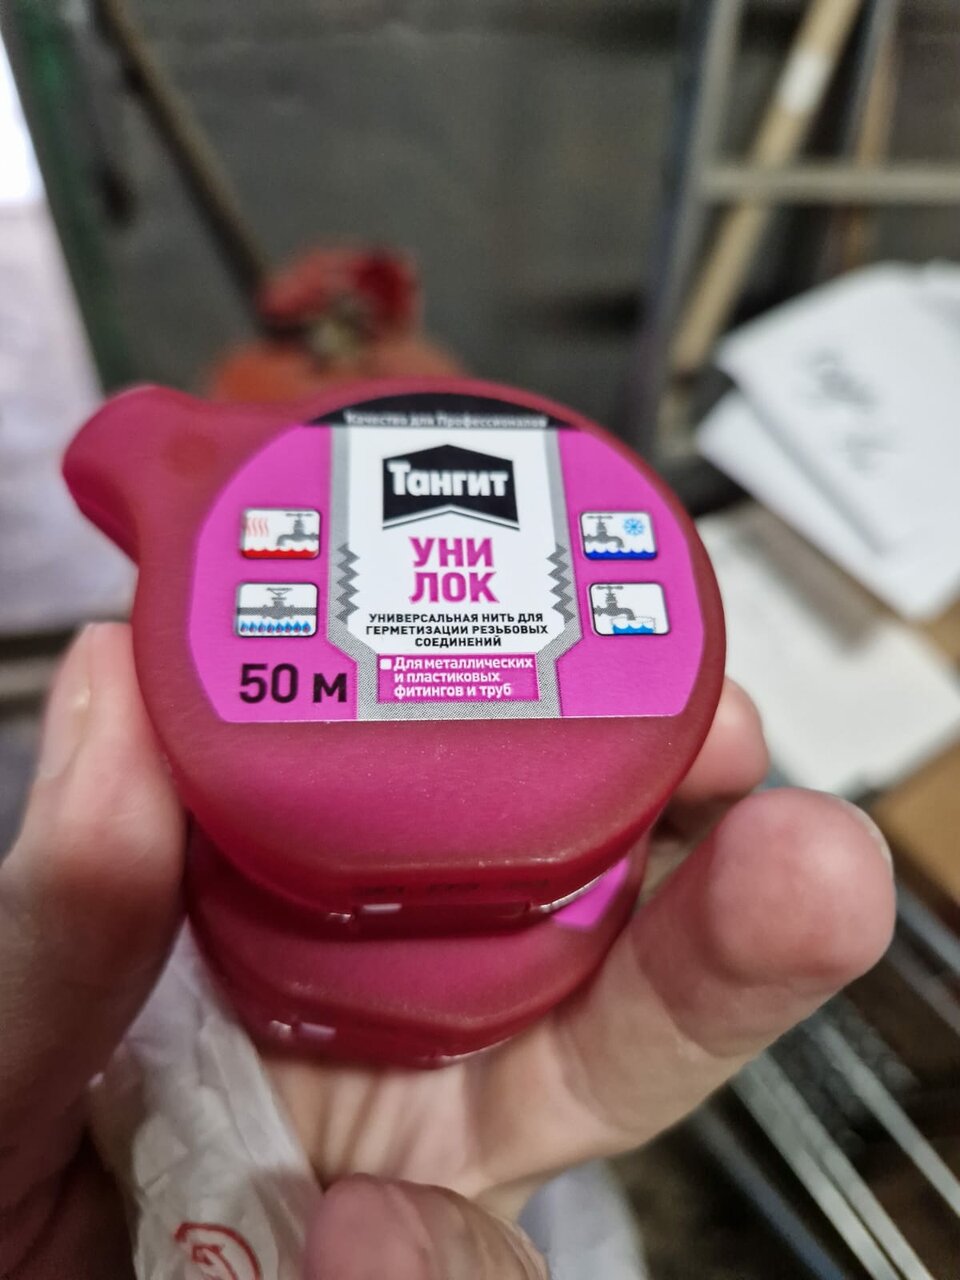 Качество для Профессионалов
Тангит
УНИ
ЛОК
УНИВЕРСАЛЬНАЯ НИТЬ ДЛЯ
ГЕРМЕТИЗАЦИИ РЕЗЬБОВЫХ
СОЕДИНЕНИЙ
Для металлических
и пластиковых
фитингов и труб
50 м